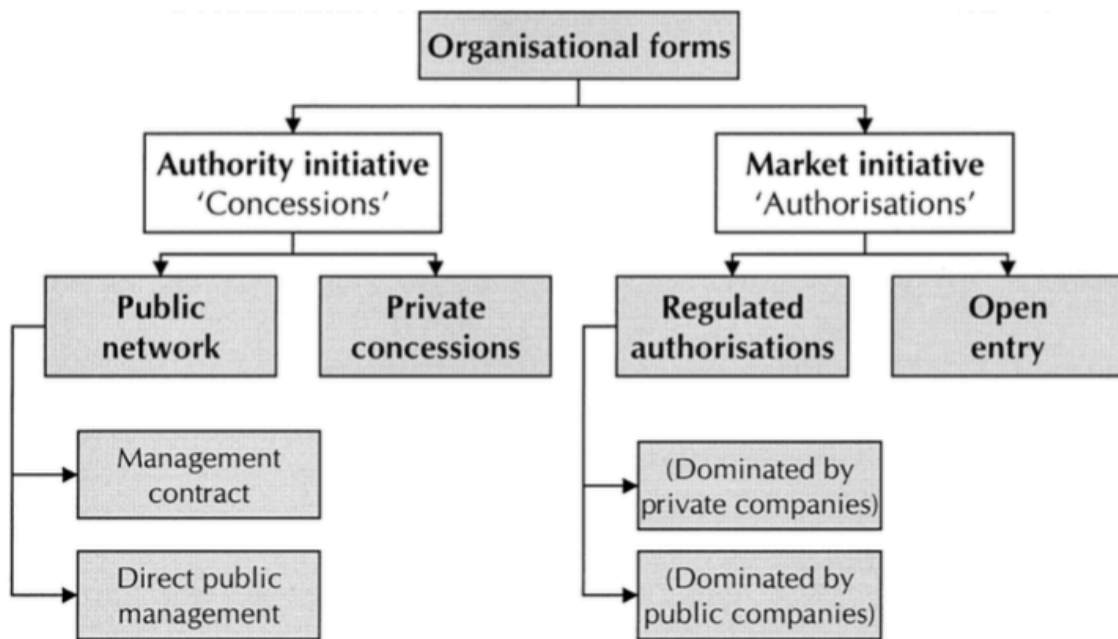 Organisational forms
Authority initiative
‘Concessions’
Market initiative
‘Authorisations’
Public
network
Private
concessions
Regulated
authorisations
Open
entry
Management
contract
Direct public
management
(Dominated by
private companies)
(Dominated by
public companies)